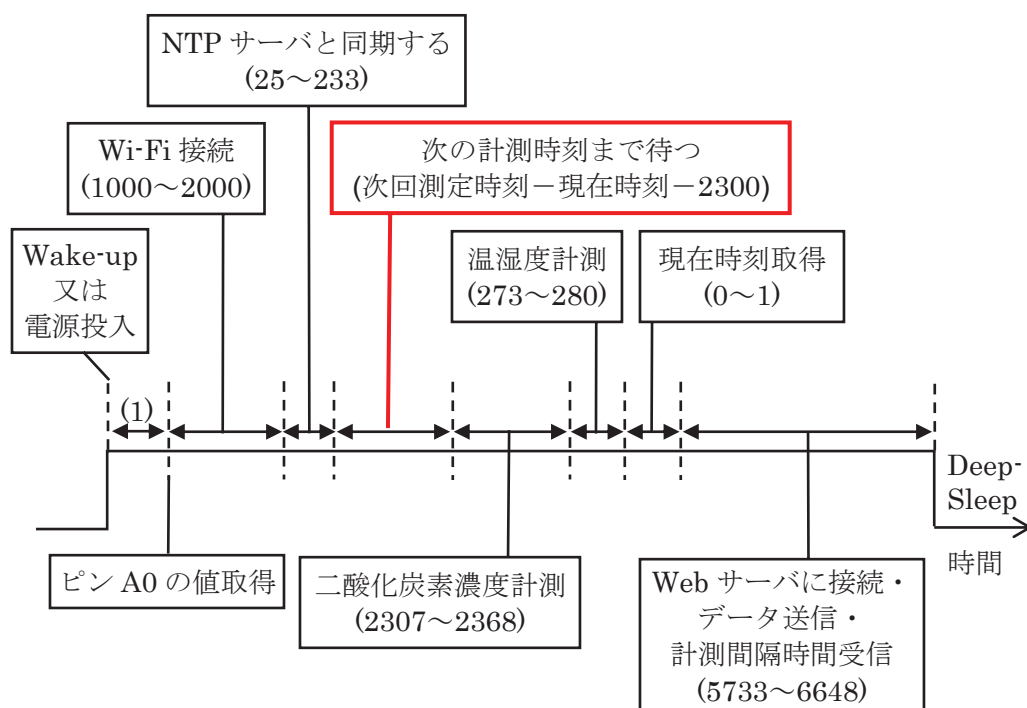 NTP サーバと同期する
(25～233)
Wi-Fi 接続
(1000～2000)
次の計測時刻まで待つ
(次回測定時刻－現在時刻－2300)
Wake-up
又は
電源投入
温湿度計測
(273～280)
現在時刻取得
(0～1)
(1)
Deep-
Sleep
時間
ピン A0 の値取得
二酸化炭素濃度計測
(2307～2368)
Web サーバに接続・
データ送信・
計測間隔時間受信
(5733～6648)